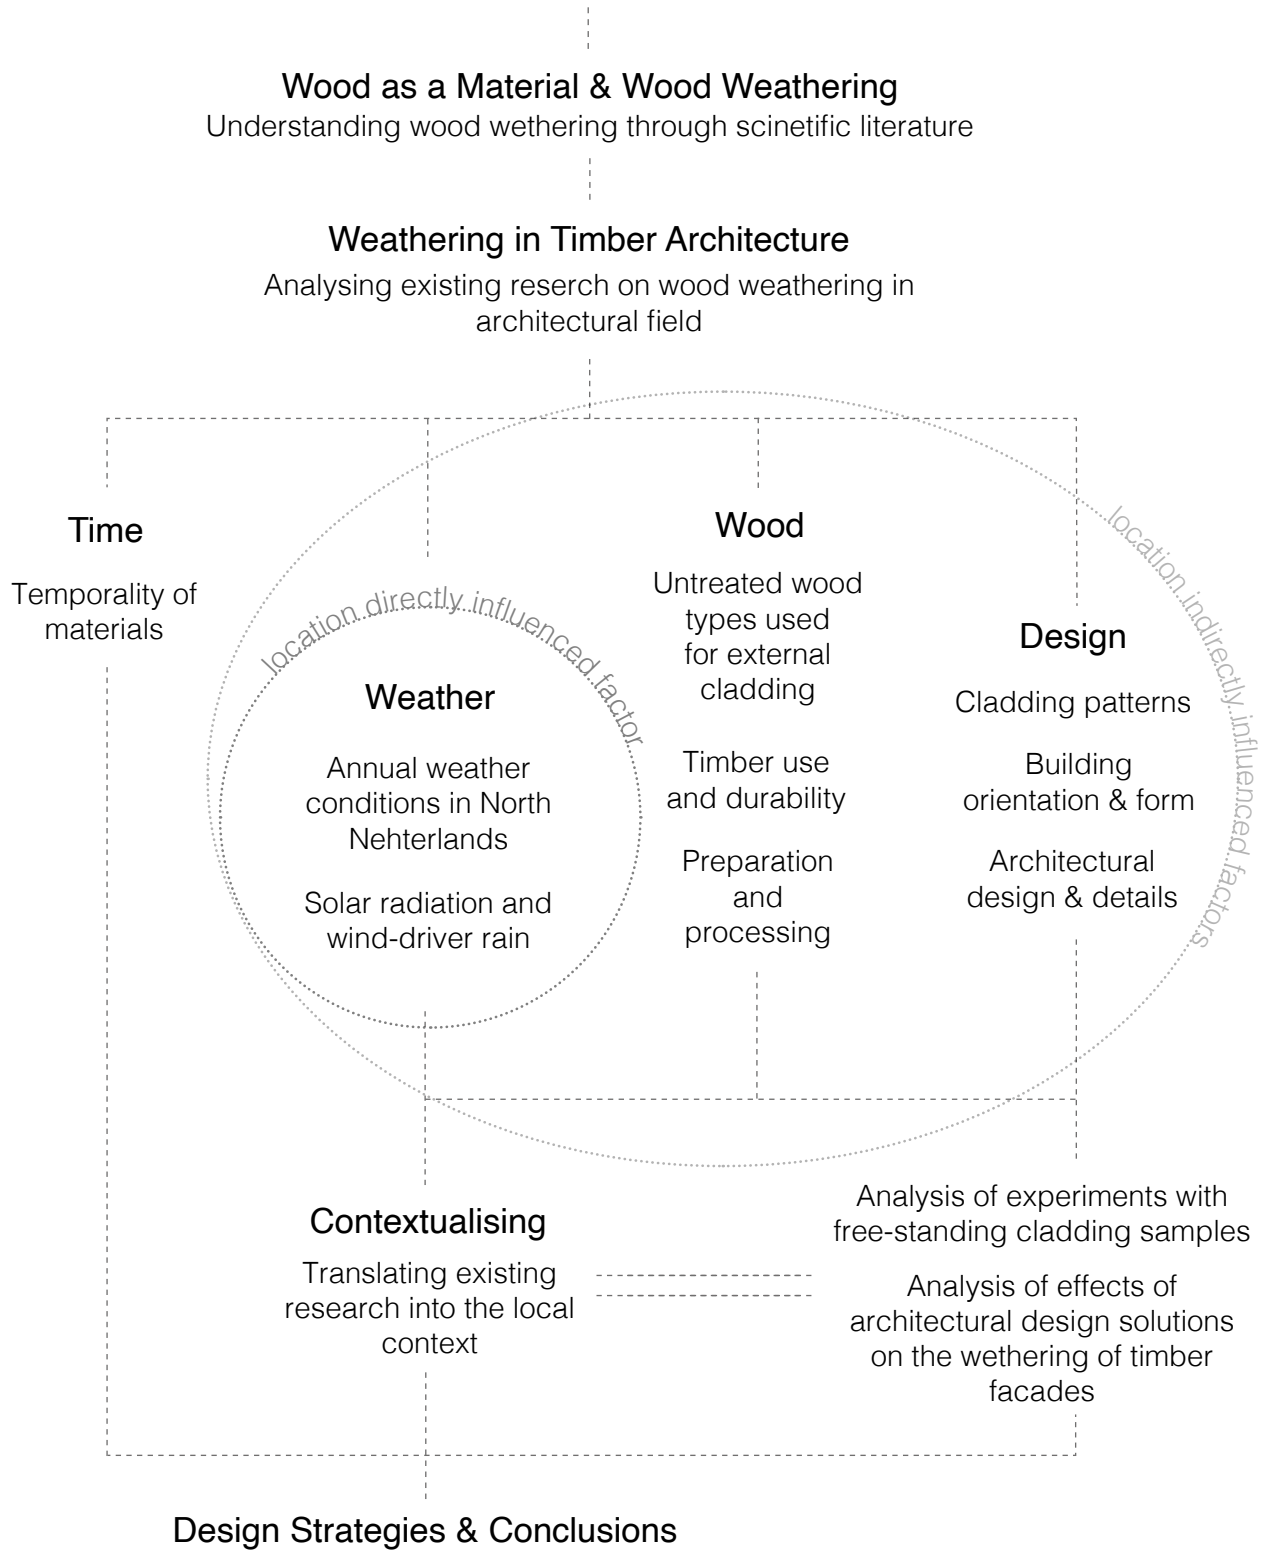 Wood as a Material & Wood Weathering
Understanding wood wethering through scinetific literature
Weathering in Timber Architecture
Analysing existing reserch on wood weathering in
architectural field
Time
Temporality of
materials
location directly influenced factor
Weather
Annual weather
conditions in North
Nehterlands
Solar radiation and
wind-driver rain
Wood
Untreated wood
types used
for external
cladding
Timber use
and durability
Preparation
and
processing
Design
Cladding patterns
Building
orientation & form
Architectural
design & details
location indirectly influenced factors
Contextualising
Translating existing
research into the local
context
Analysis of experiments with
free-standing cladding samples
Analysis of effects of
architectural design solutions
on the wethering of timber
facades
Design Strategies & Conclusions